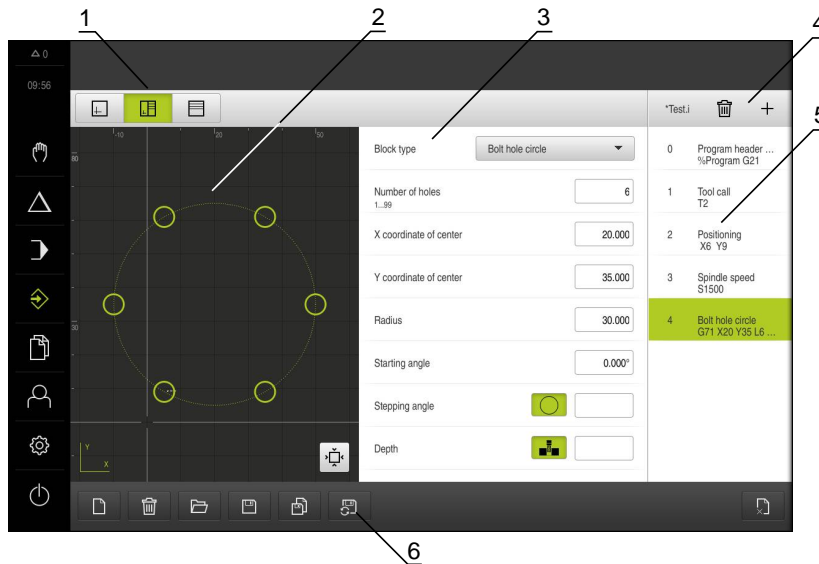 1
2
3
4
5
0
09:56
*Test.i
-10
20
50
60
30
Y
X
Block type
Bolt hole circle
Number of holes
1...99
6
X coordinate of center
20.000
Y coordinate of center
35.000
Radius
30.000
Starting angle
0.000°
Stepping angle
Depth
0 Program header ...
%Program G21
1 Tool call
T2
2 Positioning
X6 Y9
3 Spindle speed
S1500
4 Bolt hole circle
G71 X20 Y35 L6 ...
6